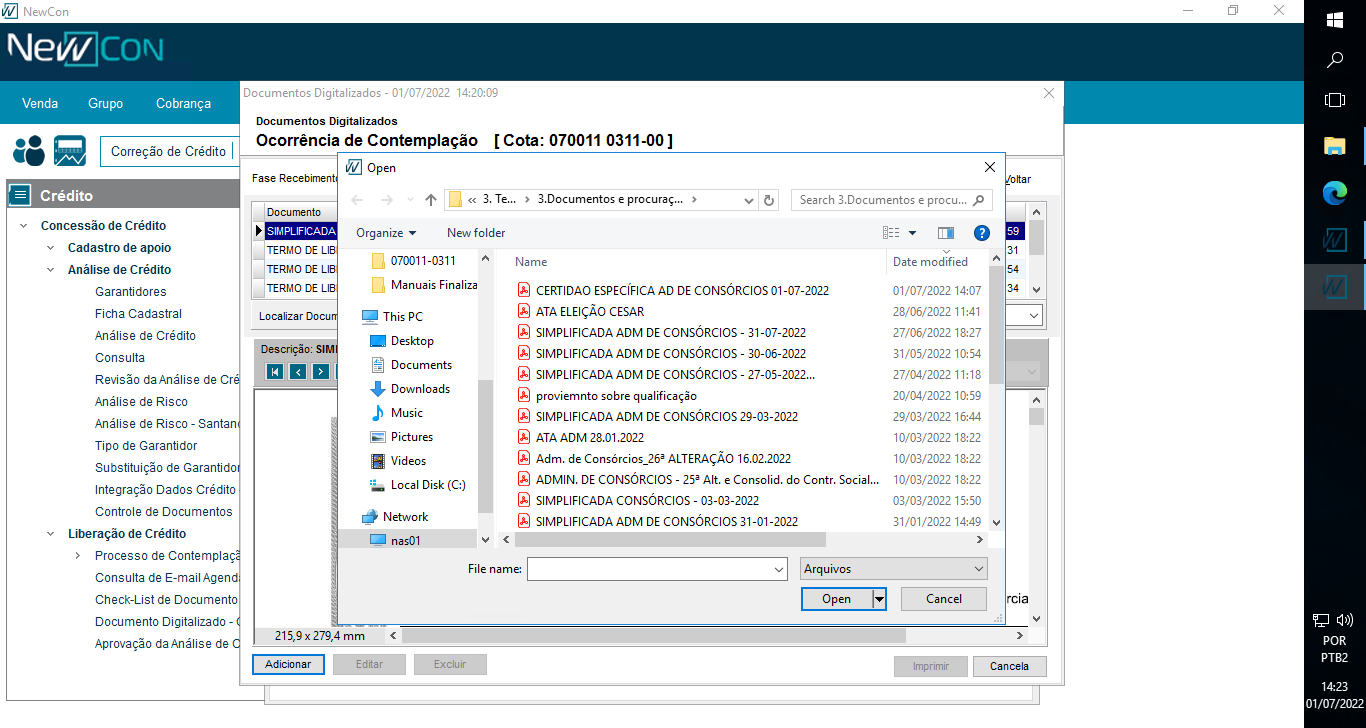 NewCon
NewCon
Venda Grupo Cobrança
Correção de Crédito
Crédito
Concessão de Crédito
Cadastro de apoio
Análise de Crédito
Garantidores
Ficha Cadastral
Análise de Crédito
Consulta
Revisão da Análise de Cré
Análise de Risco
Análise de Risco - Santand
Tipo de Garantidor
Substituição de Garantidor
Integração Dados Crédito -
Controle de Documentos
Liberação de Crédito
Processo de Contemplaçã
Consulta de E-mail Agenda
Check-List de Documento
Documento Digitalizado - C
Aprovação da Análise de C
Documentos Digitalizados - 01/07/2022 14:20:09
Documentos Digitalizados
Ocorrência de Contemplação [ Cota: 070011 0311-00 ]
Fase Recebimento
Voltar
Documento
SIMPLIFICADA 59
TERMO DE LIBE 31
TERMO DE LIBE 54
TERMO DE LIBE 34
Localizar Docum
Descrição: SIMP
Open
« 3. Te... > 3.Documentos e procuraç... >
Search 3.Documentos e procu...
Organize New folder
070011-0311
Manuais Finaliza
This PC
Desktop
Documents
Downloads
Music
Pictures
Videos
Local Disk (C:)
Network
nas01
Name Date modified
CERTIDAO ESPECÍFICA AD DE CONSÓRCIOS 01-07-2022 01/07/2022 14:07
ATA ELEIÇÃO CESAR 28/06/2022 11:41
SIMPLIFICADA ADM DE CONSÓRCIOS - 31-07-2022 27/06/2022 18:27
SIMPLIFICADA ADM DE CONSÓRCIOS - 30-06-2022 31/05/2022 10:54
SIMPLIFICADA ADM DE CONSÓRCIOS - 27-05-2022... 27/04/2022 11:18
proviemnto sobre qualificação 20/04/2022 10:59
SIMPLIFICADA ADM DE CONSÓRCIOS 29-03-2022 29/03/2022 16:44
ATA ADM 28.01.2022 10/03/2022 18:22
Adm. de Consórcios_26ª ALTERAÇÃO 16.02.2022 10/03/2022 18:22
ADMIN. DE CONSÓRCIOS - 25ª Alt. e Consolid. do Contr. Social... 10/03/2022 18:22
SIMPLIFICADA CONSÓRCIOS - 03-03-2022 03/03/2022 15:50
SIMPLIFICADA ADM DE CONSÓRCIOS 31-01-2022 31/01/2022 14:49
File name:
Arquivos
Open Cancel
rcia
215,9 x 279,4 mm
Adicionar Editar Excluir Imprimir Cancela
POR
PTB2
14:23
01/07/2022